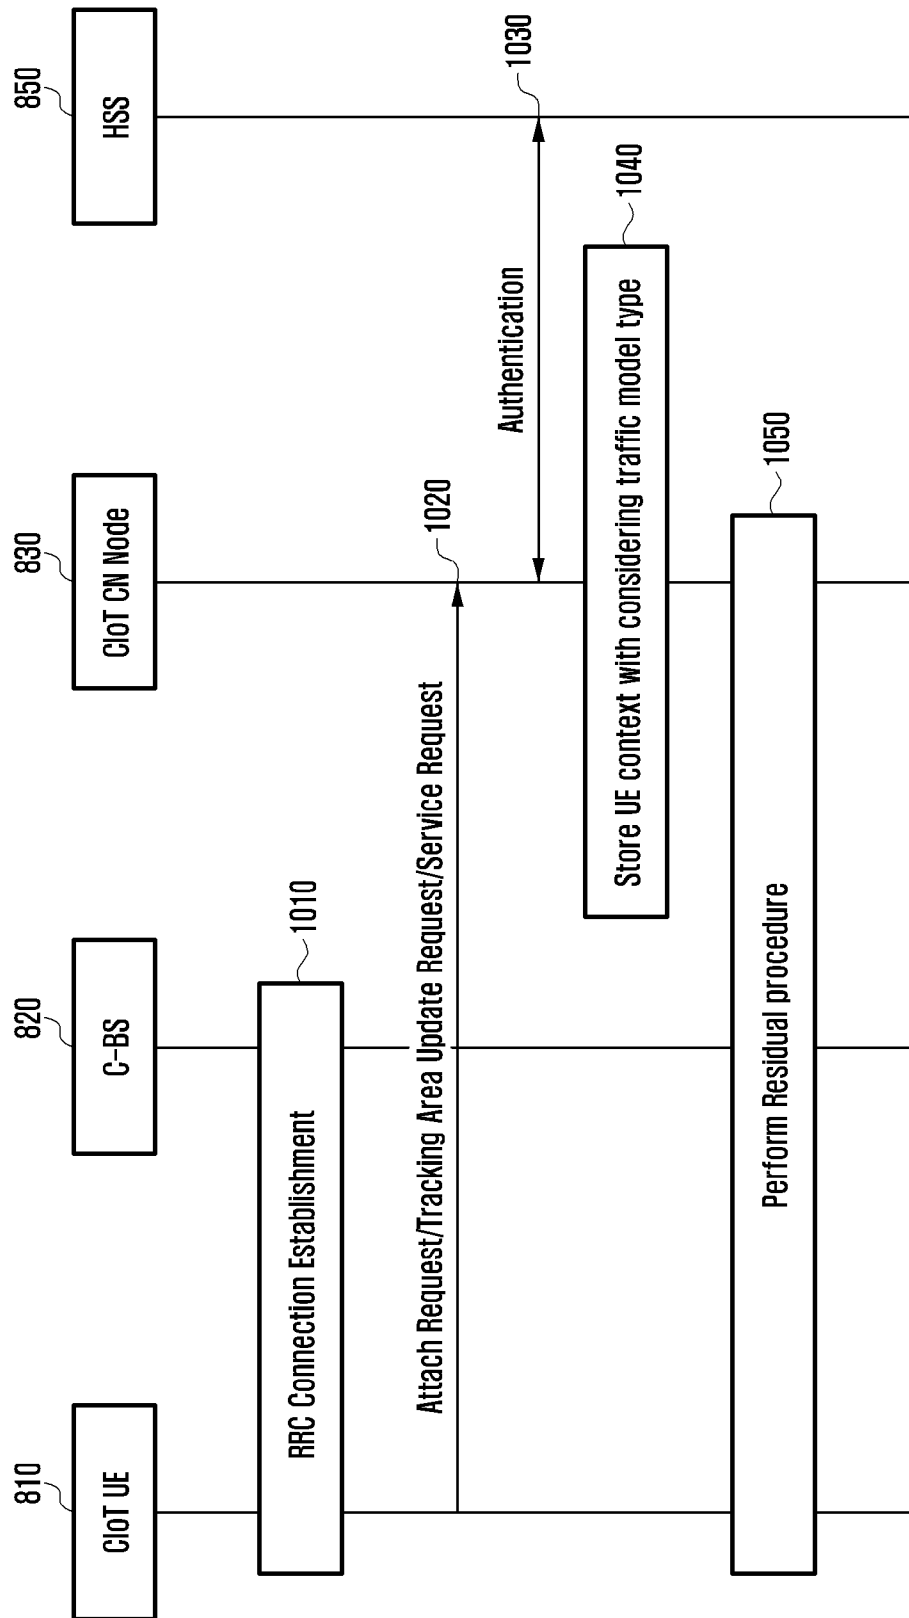 810
820
830
850
CIoT UE
C-BS
CIoT CN Node
HSS
RRC Connection Establishment
1010
Attach Request/Tracking Area Update Request/Service Request
1020
Authentication
1030
Store UE context with considering traffic model type
1040
Perform Residual procedure
1050